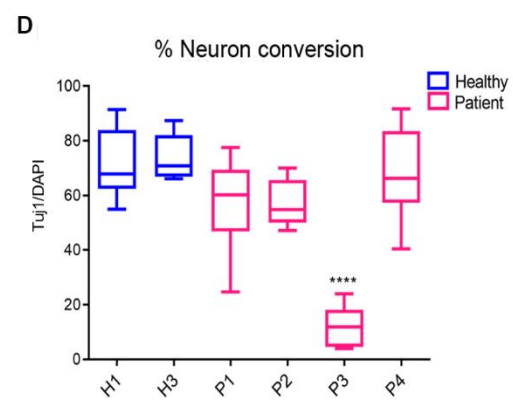 D
% Neuron conversion
Healthy
Patient
Tuj1/DAPI
100
80
60
40
20
0
****
H1 H3 P1 P2 P3 P4